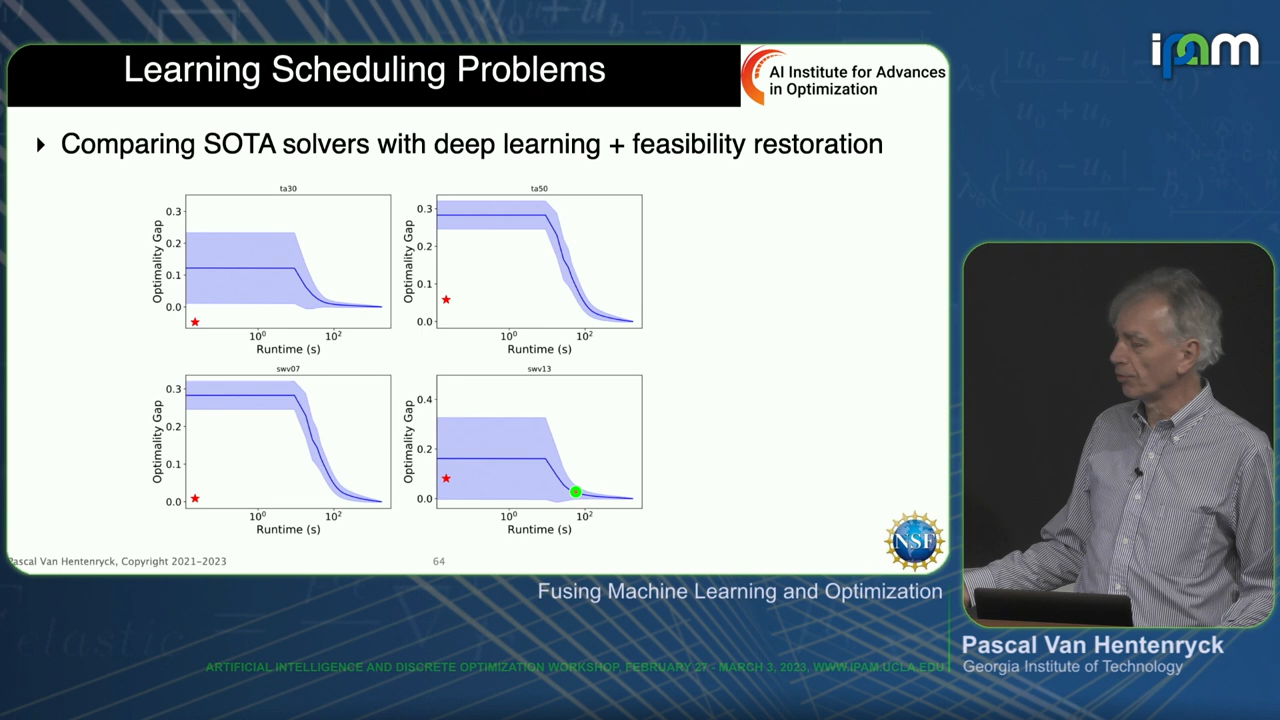 ipam
Learning Scheduling Problems
AI Institute for Advances
in Optimization
Comparing SOTA solvers with deep learning + feasibility restoration
ta30
0.3
0.2
0.1
0.0
Optimality Gap
10⁰ 10²
Runtime (s)
ta50
0.3
0.2
0.1
0.0
Optimality Gap
10⁰ 10²
Runtime (s)
swv07
0.3
0.2
0.1
0.0
Optimality Gap
10⁰ 10²
Runtime (s)
swv13
0.4
0.2
0.0
Optimality Gap
10⁰ 10²
Runtime (s)
NSF
Pascal Van Hentenryck, Copyright 2021-2023
64
Fusing Machine Learning and Optimization
Pascal Van Hentenryck
Georgia Institute of Technology
ARTIFICIAL INTELLIGENCE AND DISCRETE OPTIMIZATION WORKSHOP, FEBRUARY 27 - MARCH 3, 2023, WWW.IPAM.UCLA.EDU
elastic